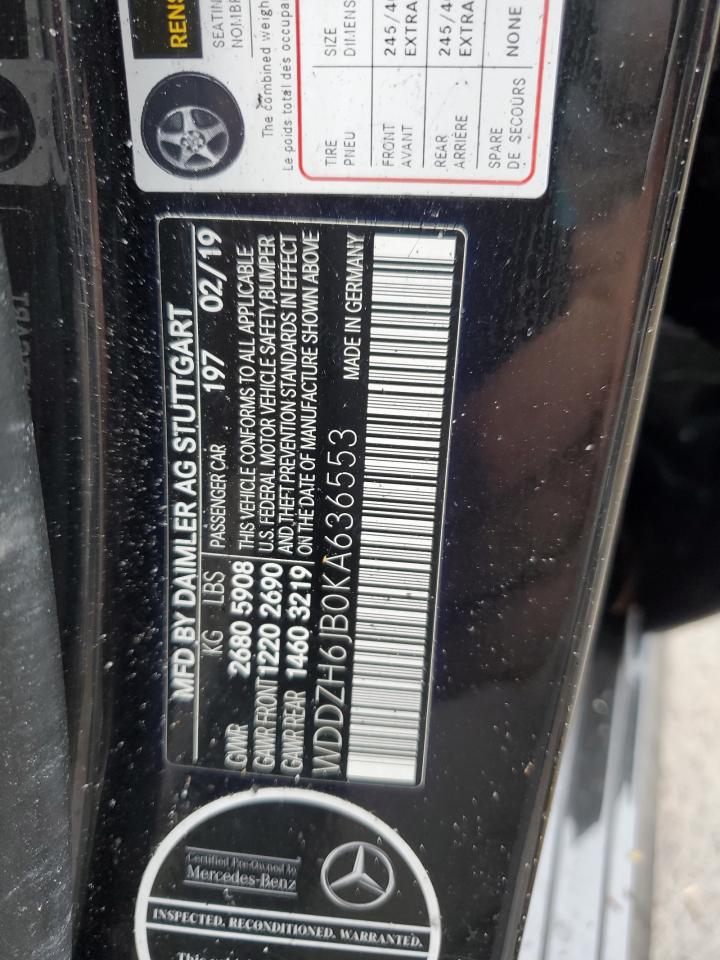 RENS
SEATIN
NOMBR
The combined weigh
Le poids total des occupa
TIRE SIZE
PNEU DIMENS
FRONT 245/4
AVANT EXTRA
REAR 245/4
ARRIÈRE EXTRA
SPARE NONE
DE SECOURS
MFD BY DAIMLER AG STUTTGART
KG LBS PASSENGER CAR 197 02/19
GVWR 2680 5908 THIS VEHICLE CONFORMS TO ALL APPLICABLE
GAWR FRONT 1220 2690 U.S. FEDERAL MOTOR VEHICLE SAFETY, BUMPER
GAWR REAR 1460 3219 AND THEFT PREVENTION STANDARDS IN EFFECT
ON THE DATE OF MANUFACTURE SHOWN ABOVE
WDDZH6JB0KA636553 MADE IN GERMANY
Certified Pre-Owned by
Mercedes-Benz
INSPECTED. RECONDITIONED. WARRANTED.